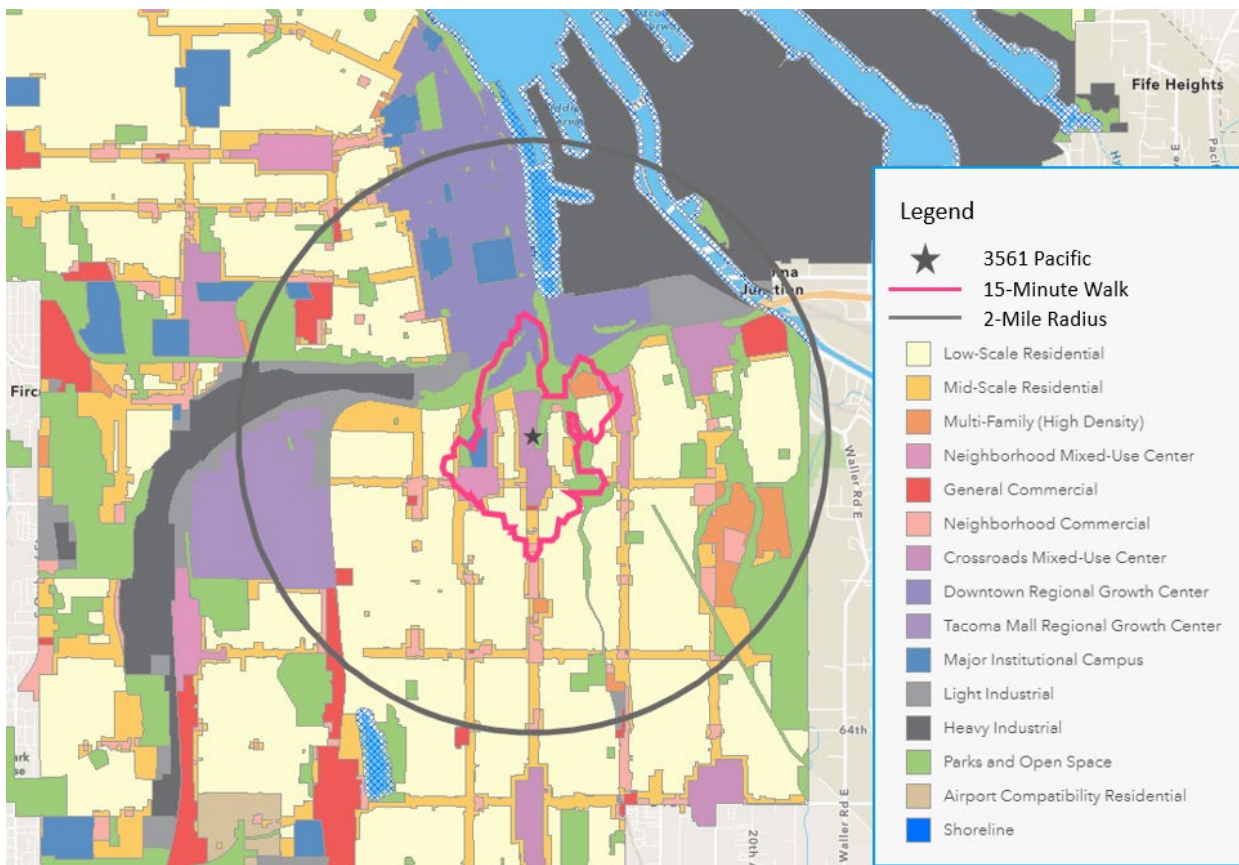 Fife Heights
Legend
3561 Pacific
15-Minute Walk
2-Mile Radius
Low-Scale Residential
Mid-Scale Residential
Multi-Family (High Density)
Neighborhood Mixed-Use Center
General Commercial
Neighborhood Commercial
Crossroads Mixed-Use Center
Downtown Regional Growth Center
Tacoma Mall Regional Growth Center
Major Institutional Campus
Light Industrial
Heavy Industrial
Parks and Open Space
Airport Compatibility Residential
Shoreline
Junction
Fircr
Waller Rd E
64th
Waller Rd E
20th